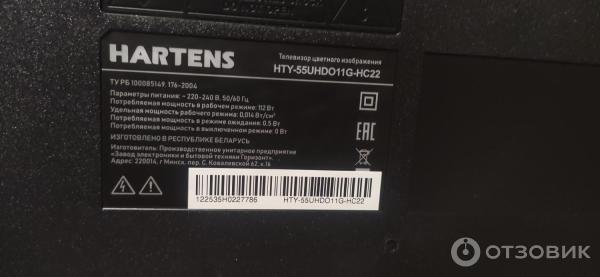 HARTENS
Телевизор цветного изображения
HTY-55UHDO11G-HC22
ТУ РБ 100085149. 176-2004
Параметры питания: ~ 220-240 В, 50/60 Гц
Потребляемая мощность в рабочем режиме: 112 Вт
Удельная мощность рабочего режима: 0,014 Вт/см²
Потребляемая мощность в режиме ожидания: 0.5 Вт
Потребляемая мощность в выключенном режиме: 0 Вт
ИЗГОТОВЛЕНО В РЕСПУБЛИКЕ БЕЛАРУСЬ
Изготовитель: Производственное унитарное предприятие
«Завод электроники и бытовой техники Горизонт».
Адрес: 220014, г Минск, пер. С. Ковалевской 62, к.16
EAC
122535H0227786
HTY-55UHDO11G-HC22
ОТЗОВИК